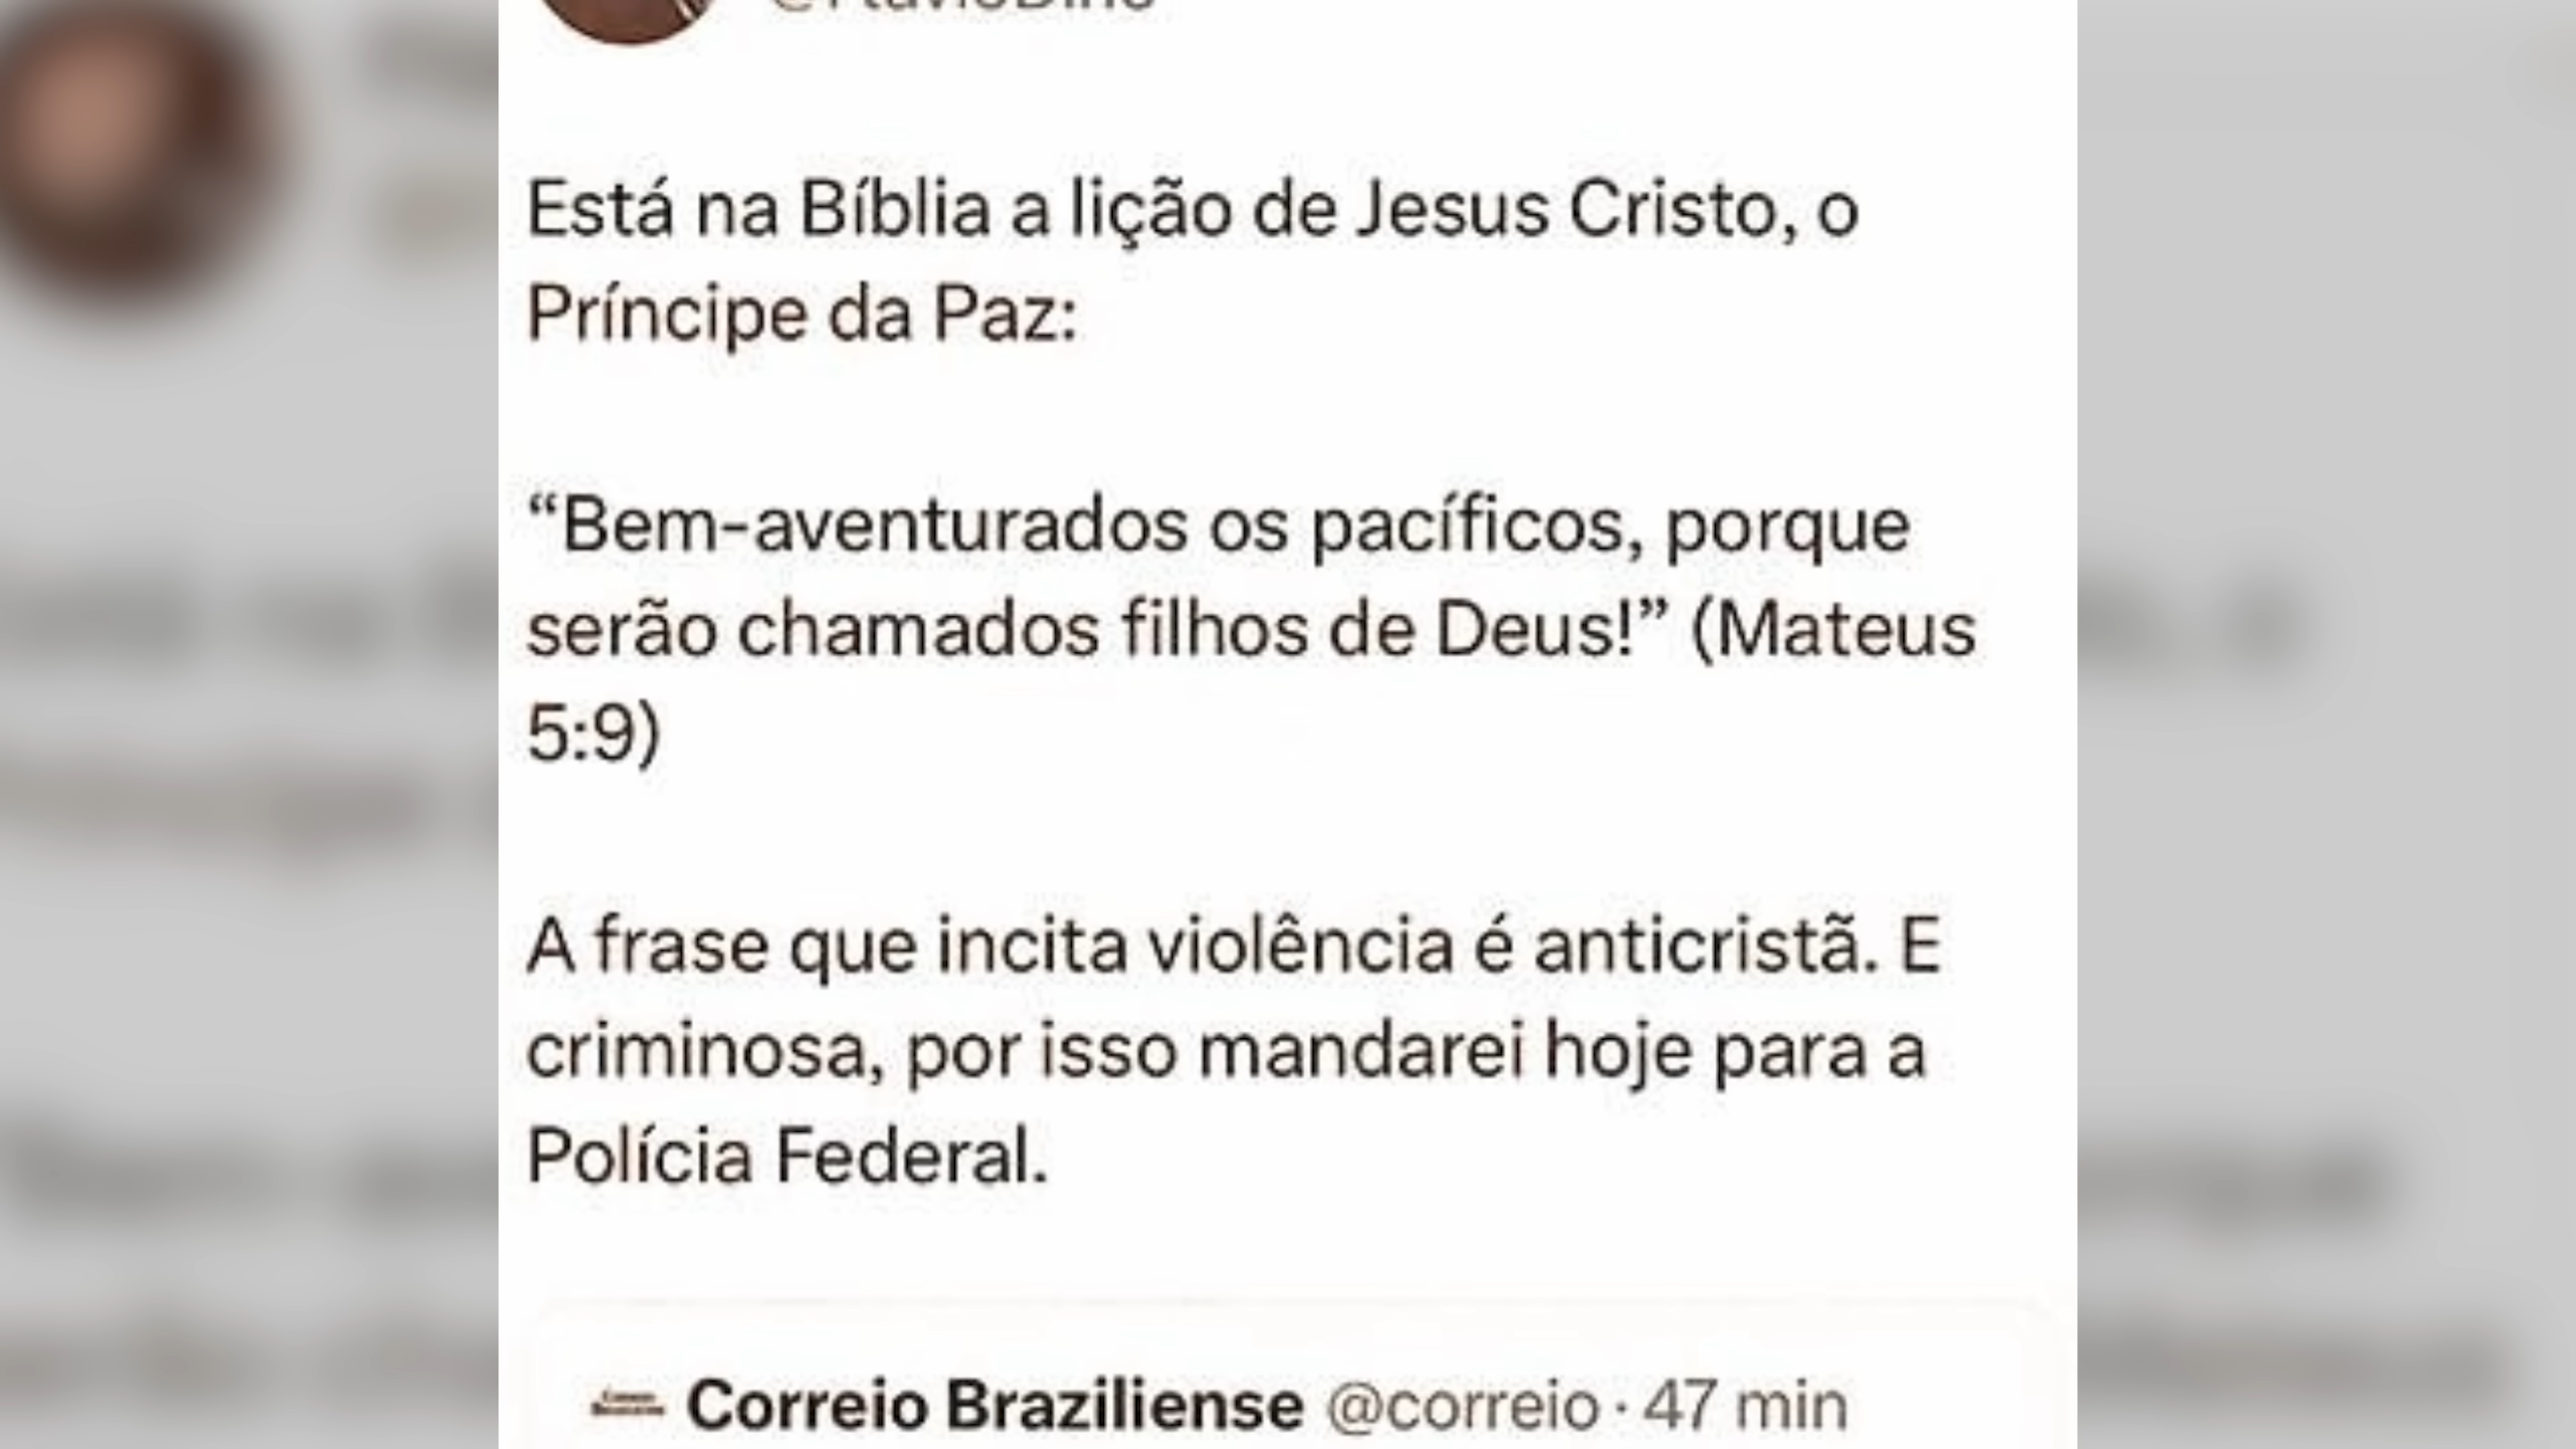 @FlavioDino
Está na Bíblia a lição de Jesus Cristo, o
Príncipe da Paz:
“Bem-aventurados os pacíficos, porque
serão chamados filhos de Deus!” (Mateus
5:9)
A frase que incita violência é anticristã. E
criminosa, por isso mandarei hoje para a
Polícia Federal.
Correio Braziliense @correio · 47 min